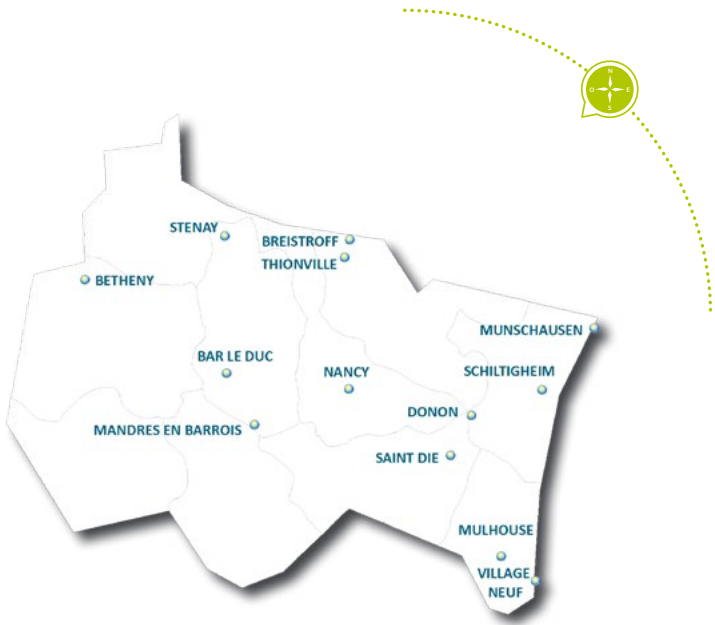 N
O E
S
STENAY
BREISTROFF
THIONVILLE
BETHENY
MUNSCHAUSEN
BAR LE DUC
NANCY
SCHILTIGHEIM
DONON
MANDRES EN BARROIS
SAINT DIE
MULHOUSE
VILLAGE
NEUF